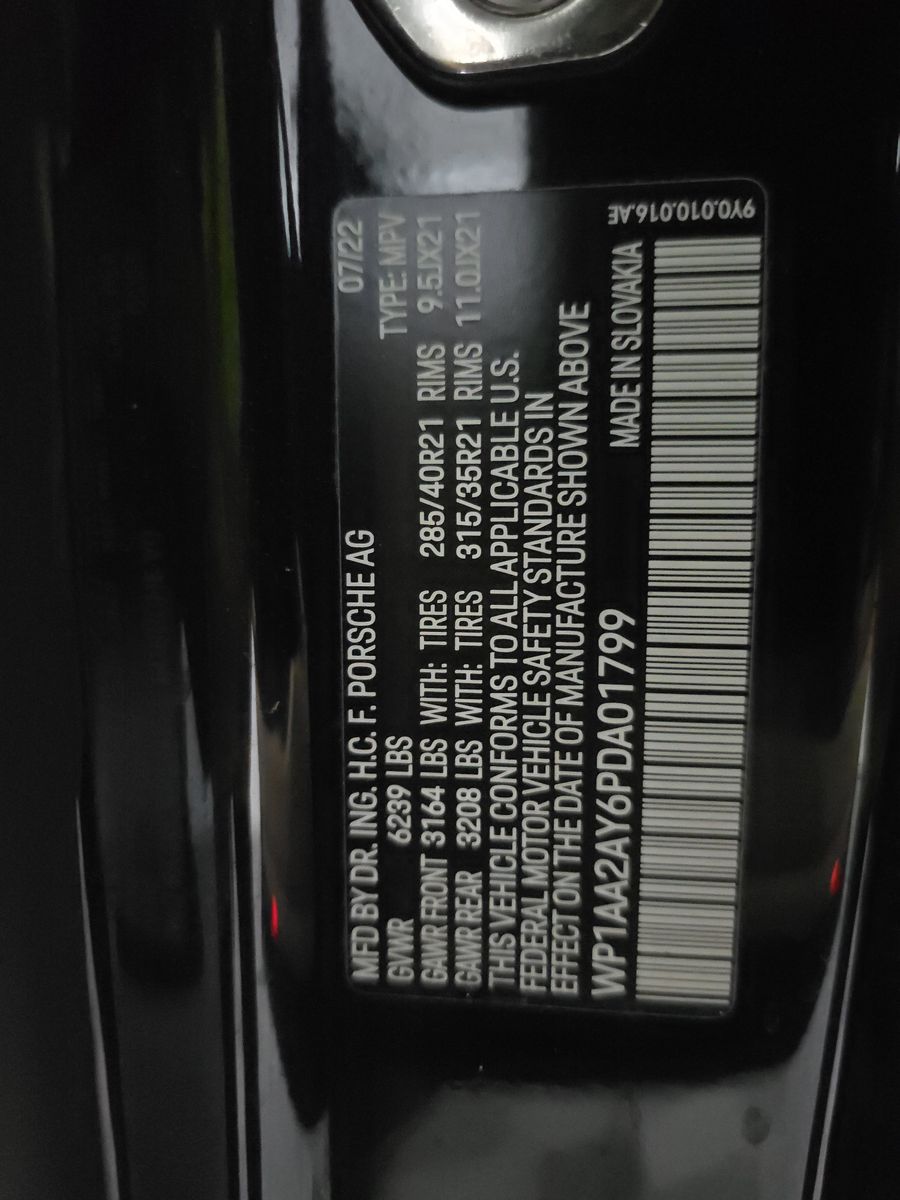 MFD BY DR. ING. H.C. F. PORSCHE AG 07/22
GVWR 6239 LBS TYPE: MPV
GAWR FRONT 3164 LBS WITH: TIRES 285/40R21 RIMS 9.5JX21
GAWR REAR 3208 LBS WITH: TIRES 315/35R21 RIMS 11.0JX21
THIS VEHICLE CONFORMS TO ALL APPLICABLE U.S.
FEDERAL MOTOR VEHICLE SAFETY STANDARDS IN
EFFECT ON THE DATE OF MANUFACTURE SHOWN ABOVE
WP1AA2AY6PDA01799 MADE IN SLOVAKIA
9Y0.010.016.AE